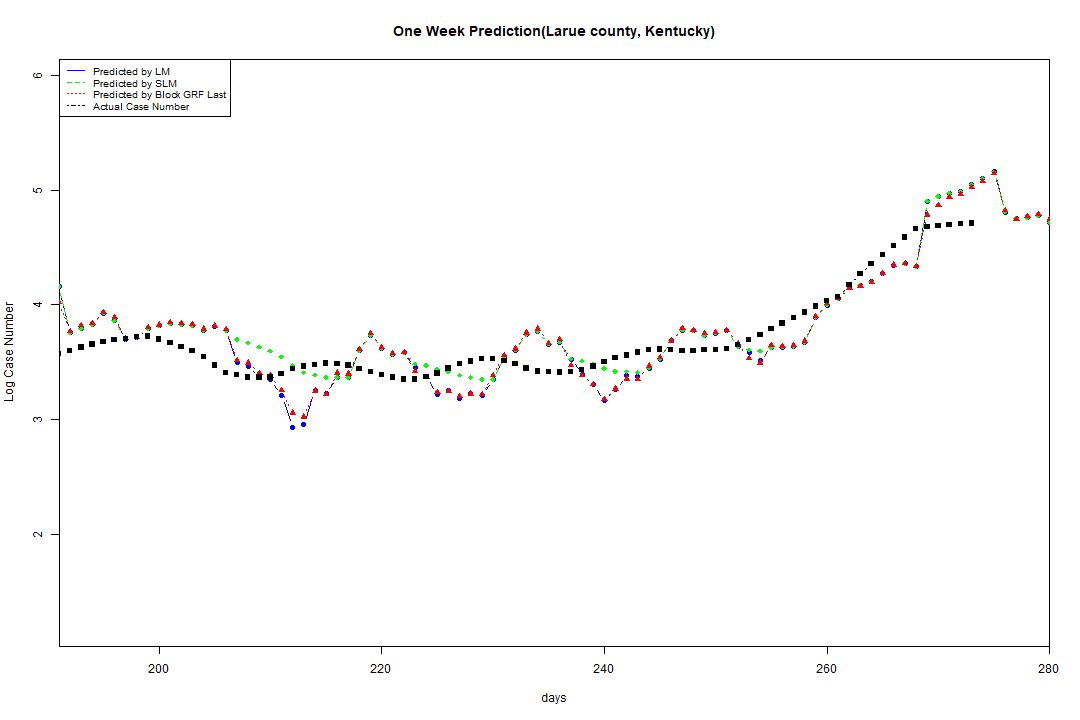 One Week Prediction(Larue county, Kentucky)
Predicted by LM
Predicted by SLM
Predicted by Block GRF Last
Actual Case Number
6
5
4
3
2
Log Case Number
200 220 240 260 280
days